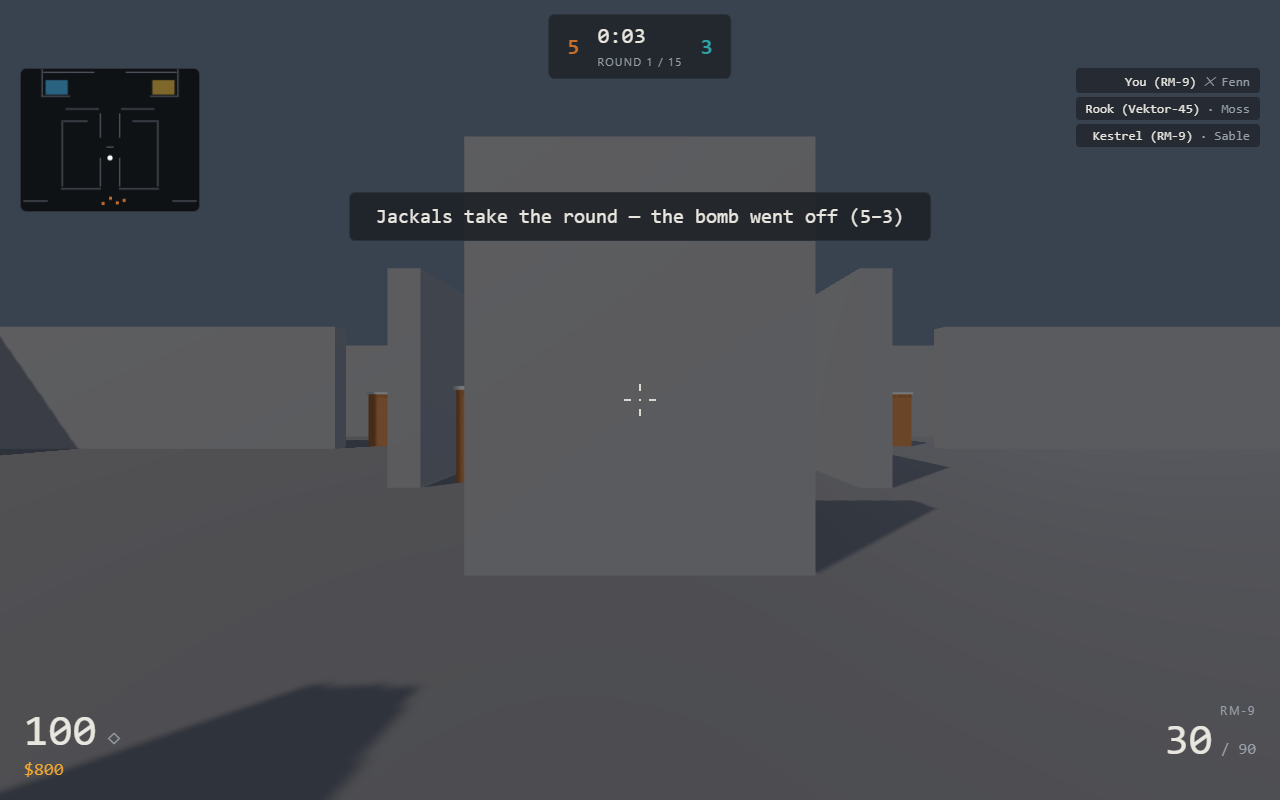 5 0:03 3
ROUND 1 / 15
You (RM-9) Fenn
Rook (Vektor-45) · Moss
Kestrel (RM-9) · Sable
Jackals take the round — the bomb went off (5–3)
100
$800
RM-9
30 / 90